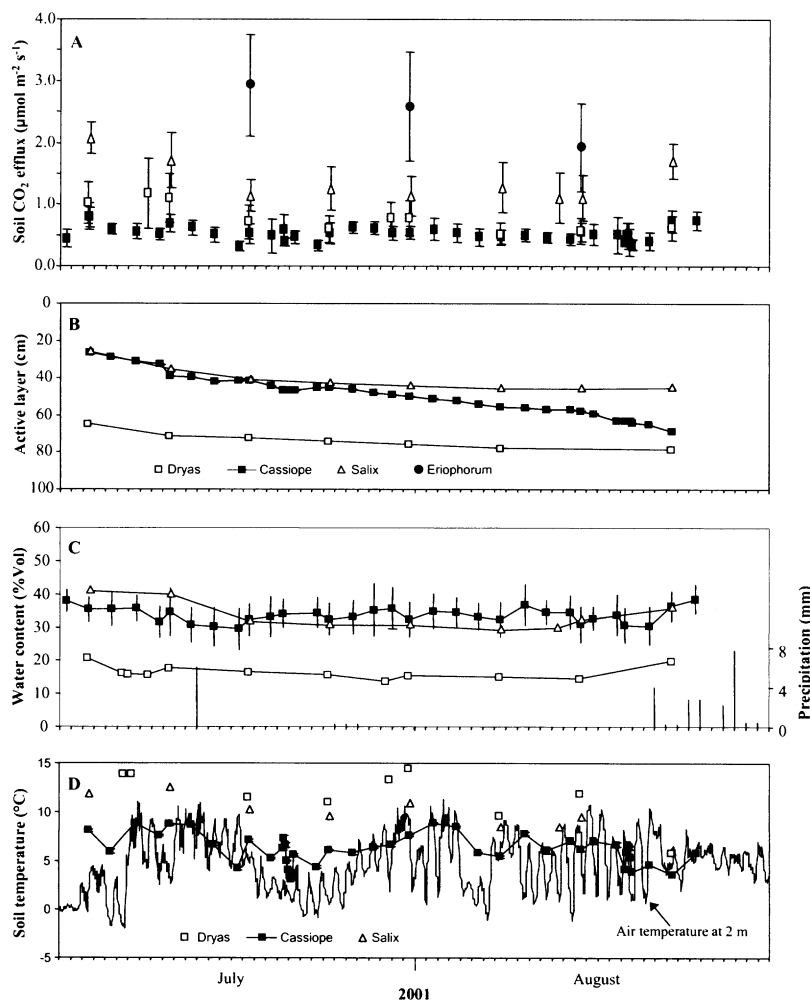 A
Soil CO2 efflux (μmol m-2 s-1)
4.0
3.0
2.0
1.0
0.0
B
Active layer (cm)
0
20
40
60
80
100
Dryas
Cassiope
Salix
Eriophorum
C
Water content (%Vol)
60
50
40
30
20
10
0
Precipitation (mm)
8
4
0
D
Soil temperature (°C)
15
10
5
0
-5
Dryas
Cassiope
Salix
Air temperature at 2 m
July
August
2001